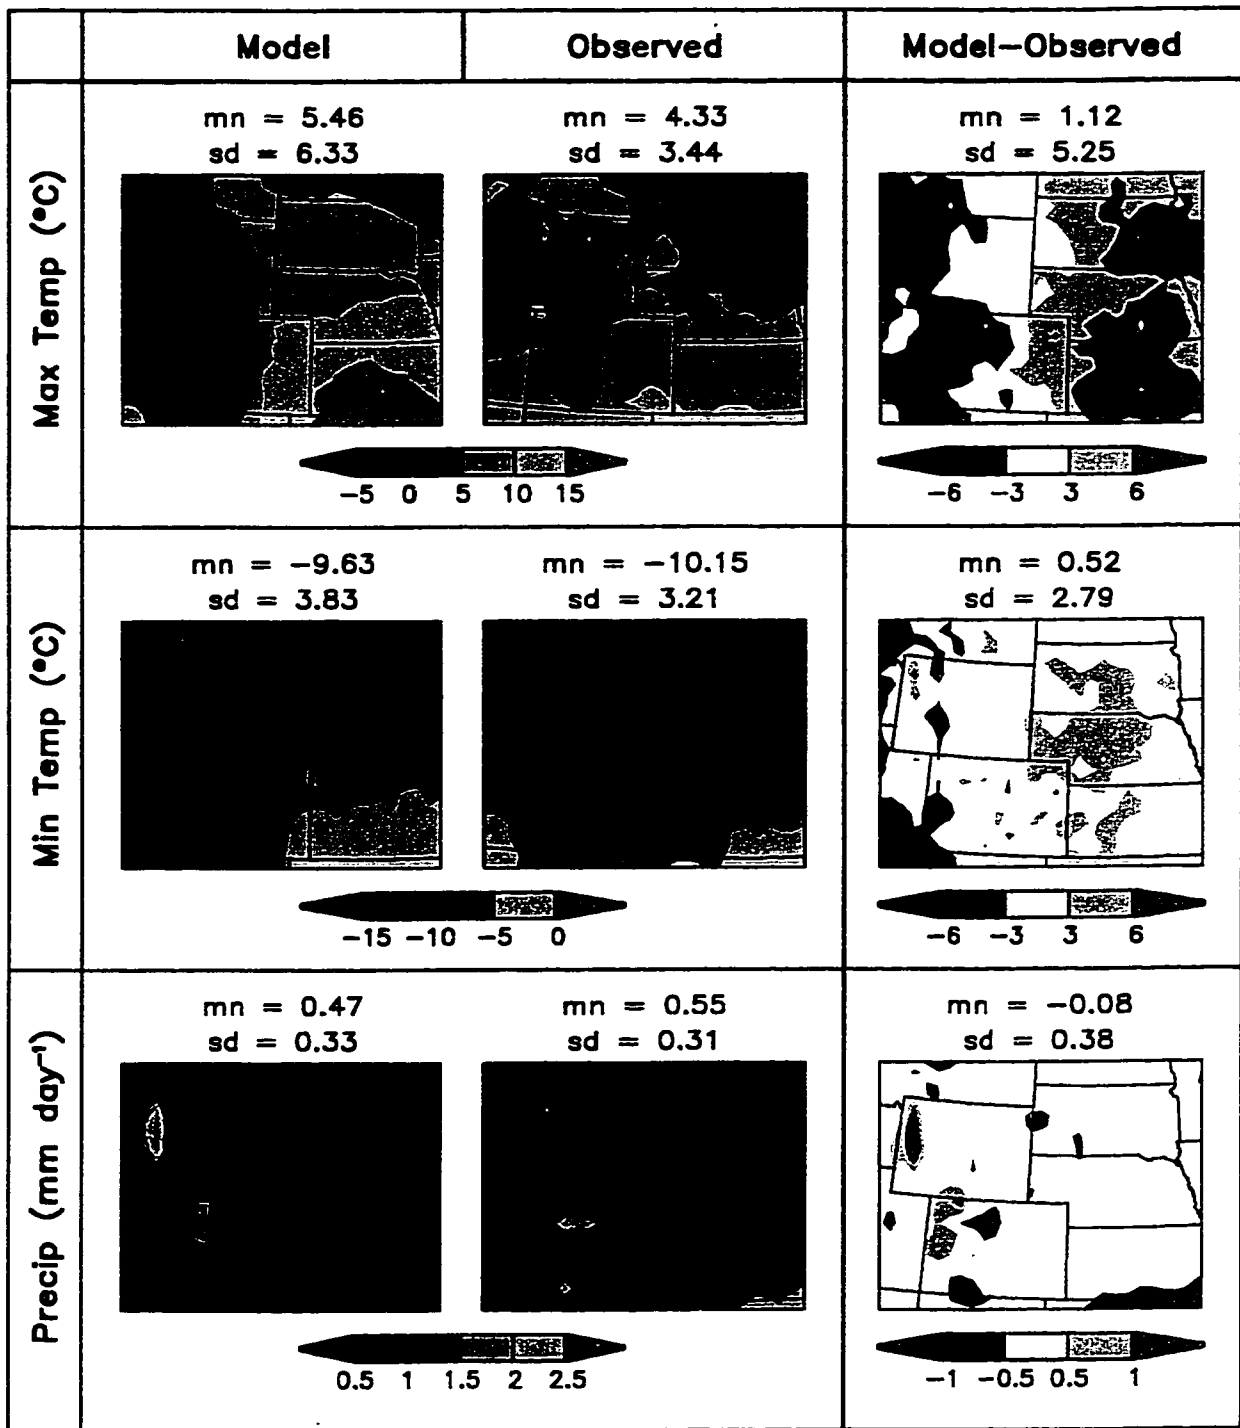 Model Observed Model-Observed
Max Temp (°C)
mn = 5.46
sd = 6.33
mn = 4.33
sd = 3.44
mn = 1.12
sd = 5.25
-5 0 5 10 15
-6 -3 3 6
Min Temp (°C)
mn = -9.63
sd = 3.83
mn = -10.15
sd = 3.21
mn = 0.52
sd = 2.79
-15 -10 -5 0
-6 -3 3 6
Precip (mm day⁻¹)
mn = 0.47
sd = 0.33
mn = 0.55
sd = 0.31
mn = -0.08
sd = 0.38
0.5 1 1.5 2 2.5
-1 -0.5 0.5 1